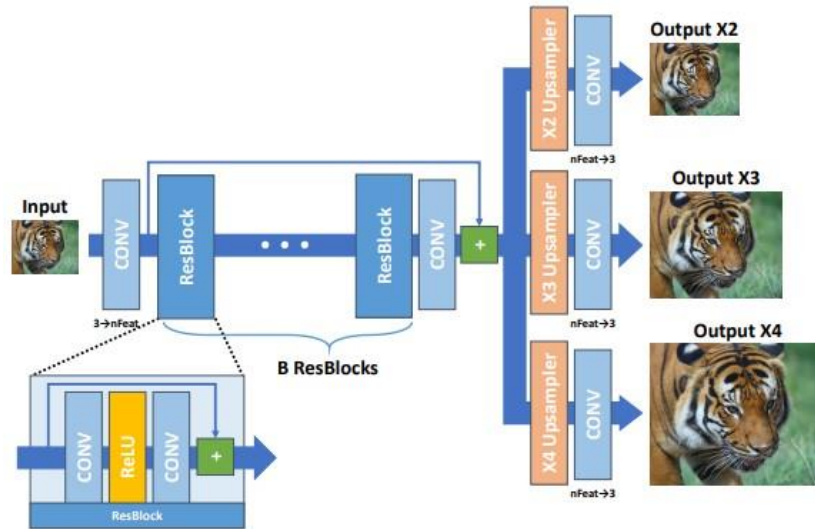 Output X2
X2 Upsampler
CONV
nFeat→3
Input
CONV
3→nFeat
ResBlock
ResBlock
CONV
+
B ResBlocks
Output X3
X3 Upsampler
CONV
nFeat→3
Output X4
X4 Upsampler
CONV
nFeat→3
CONV
ReLU
CONV
+
ResBlock